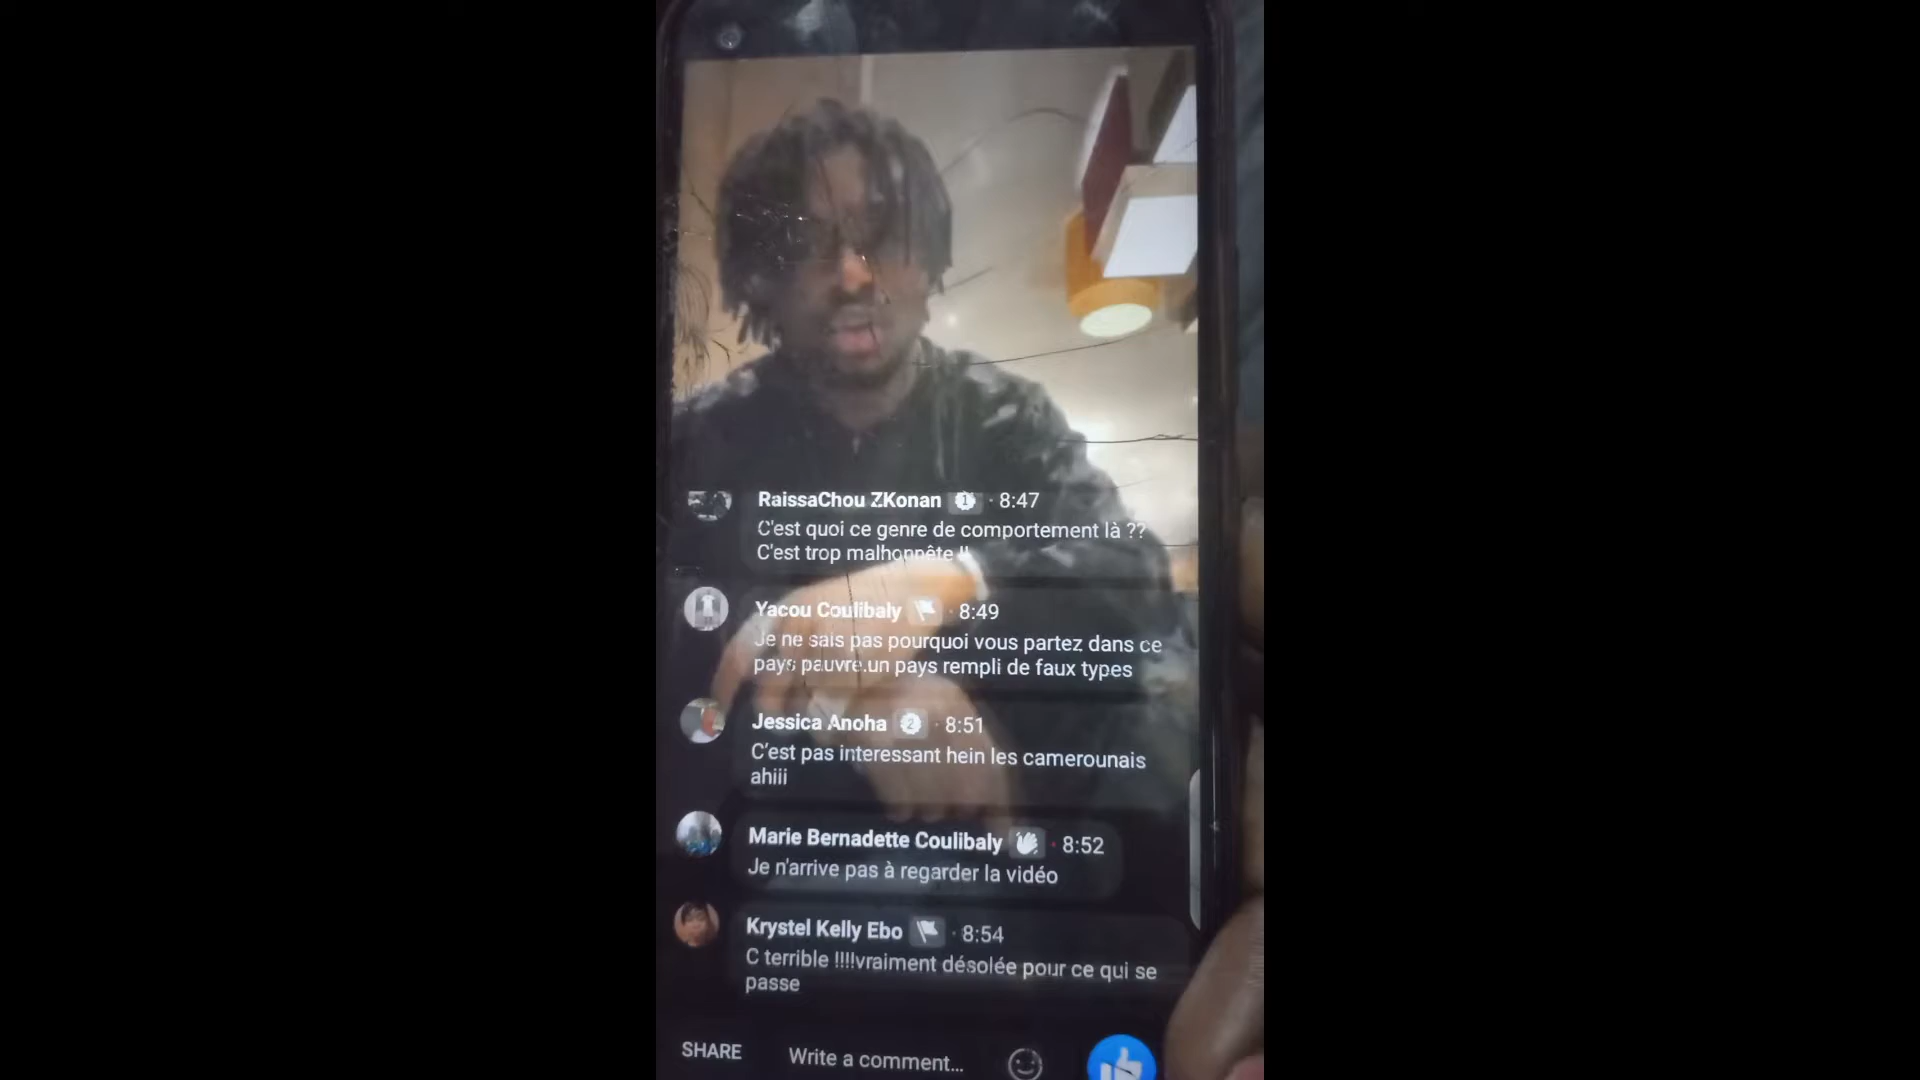 RaissaChou ZKonan · 8:47
C'est quoi ce genre de comportement là ??
C'est trop malhonnête !!
Yacou Coulibaly · 8:49
Je ne sais pas pourquoi vous partez dans ce
pays pauvre.un pays rempli de faux types
Jessica Anoha 2 · 8:51
C'est pas interessant hein les camerounais
ahiii
Marie Bernadette Coulibaly · 8:52
Je n'arrive pas à regarder la vidéo
Krystel Kelly Ebo · 8:54
C terrible !!!!vraiment désolée pour ce qui se
passe
SHARE Write a comment...